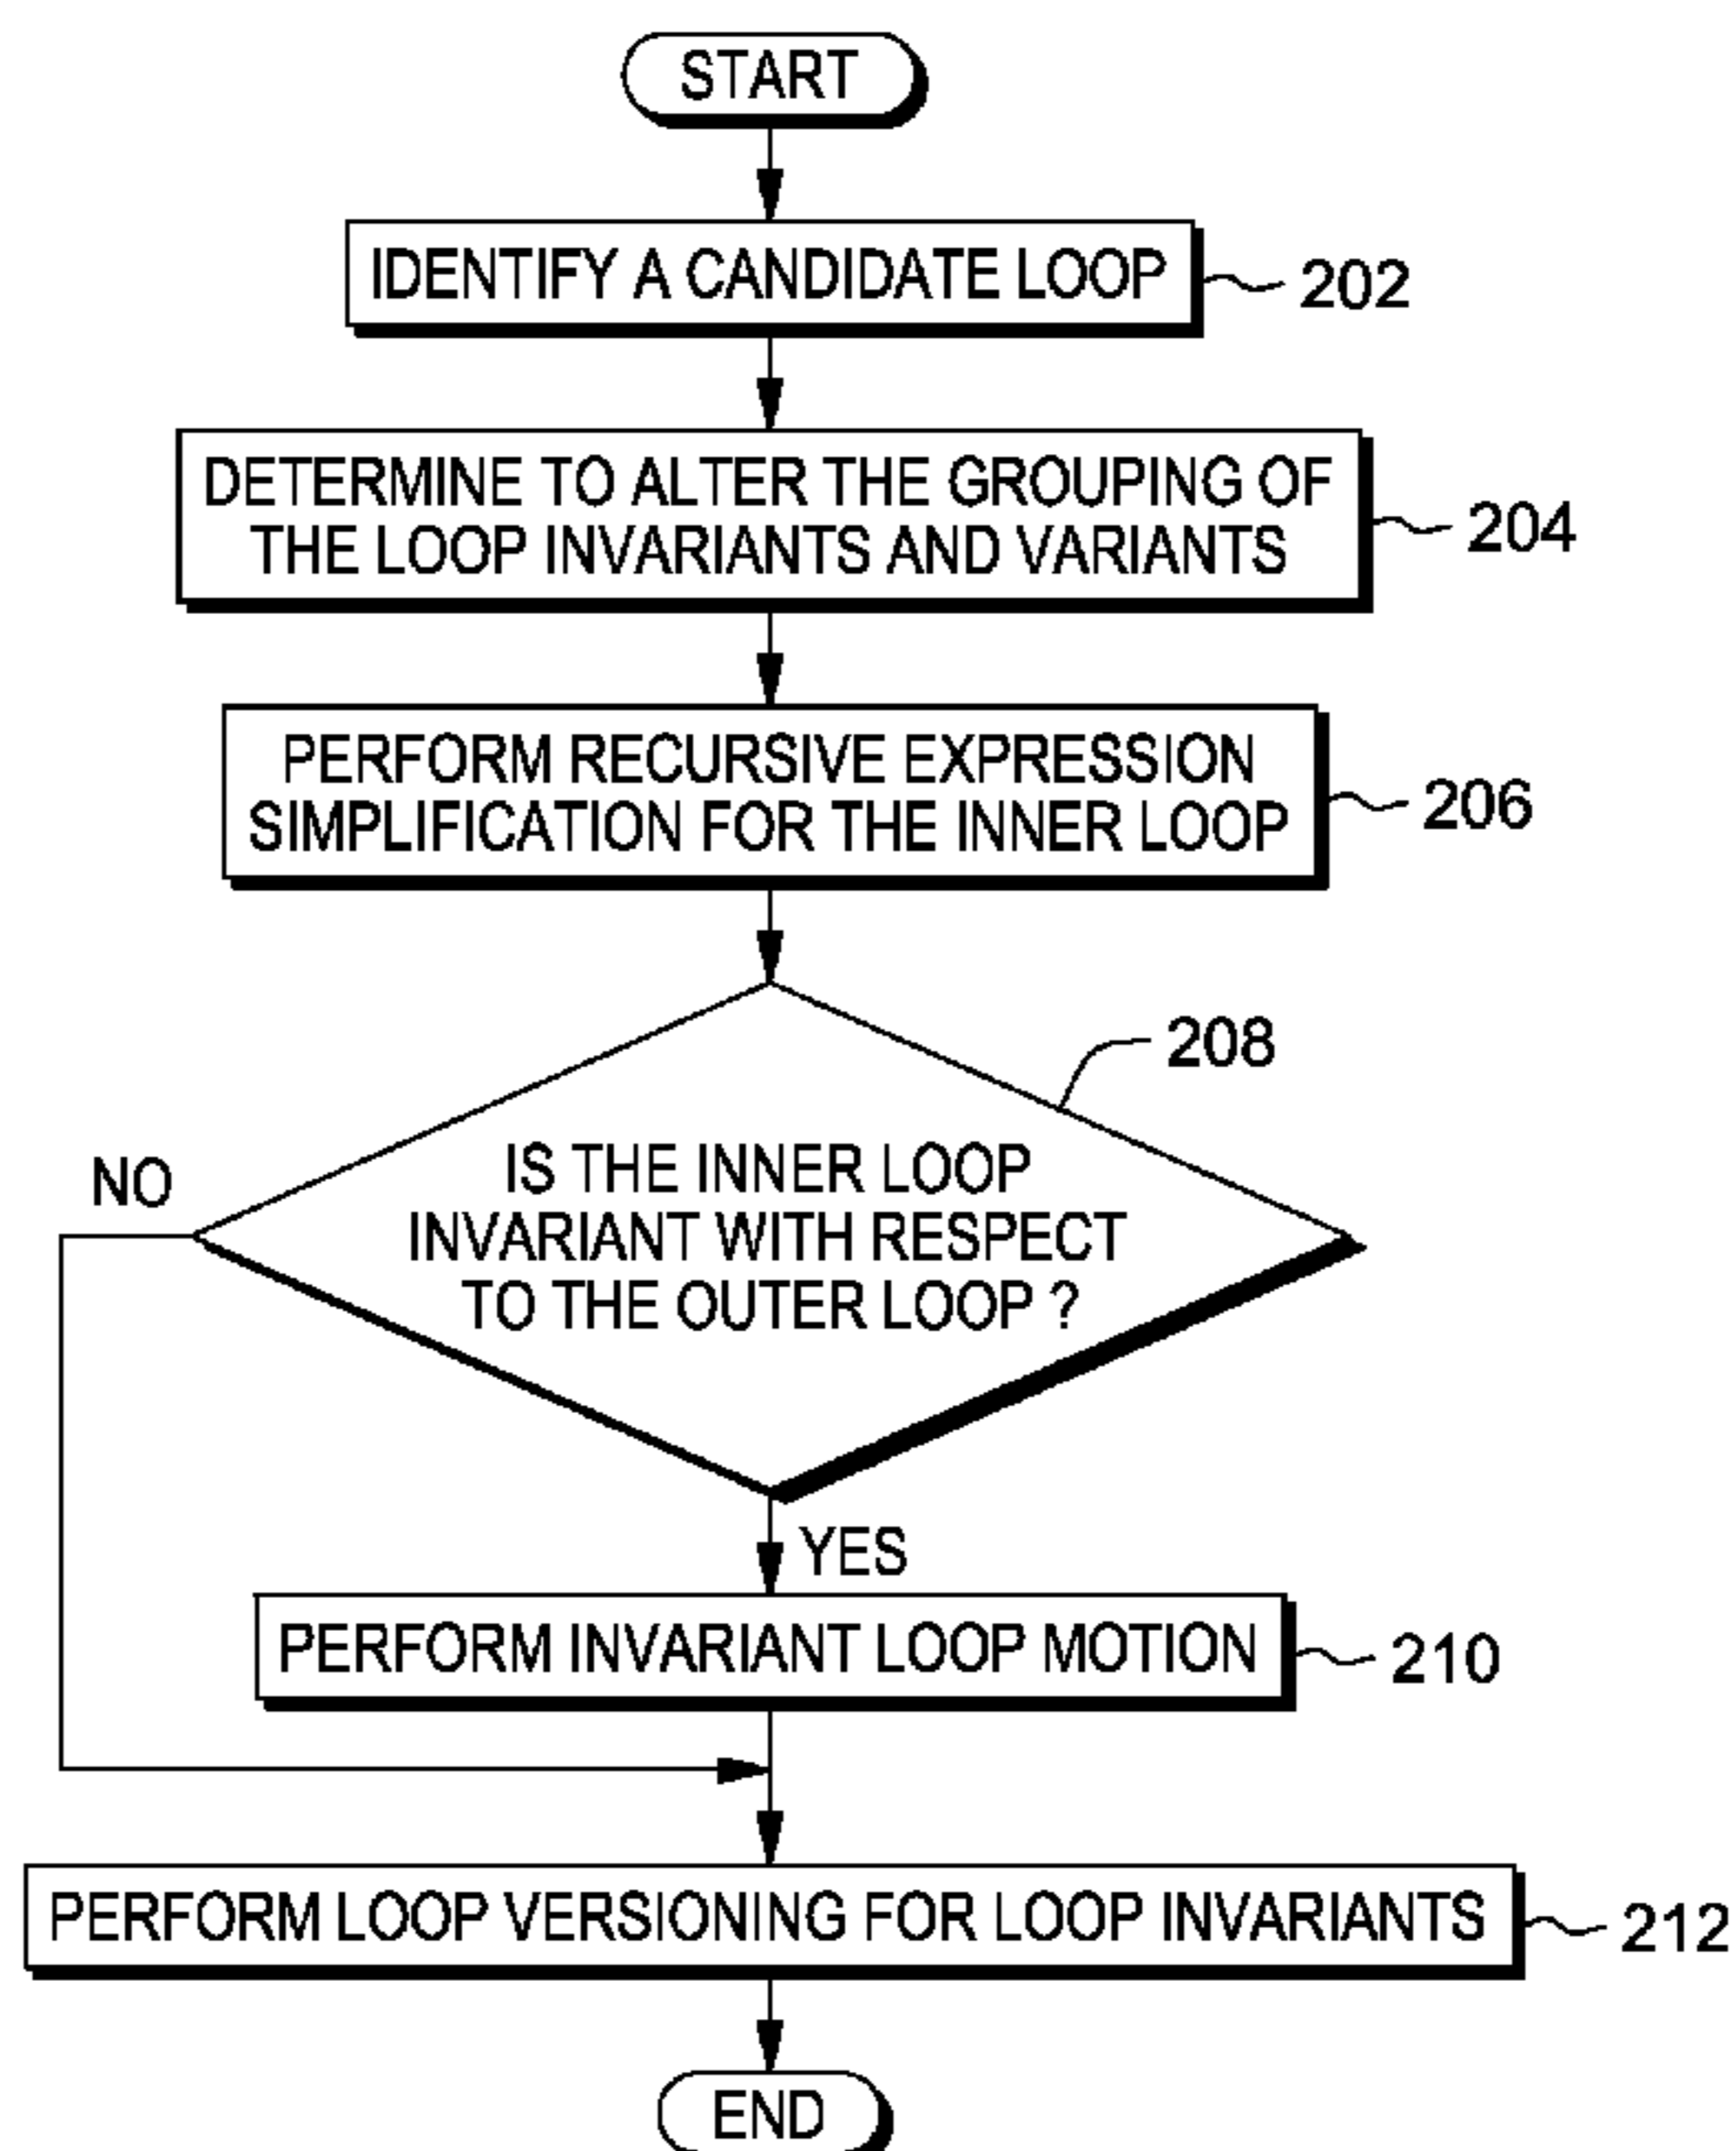 START
IDENTIFY A CANDIDATE LOOP
202
DETERMINE TO ALTER THE GROUPING OF
THE LOOP INVARIANTS AND VARIANTS
204
PERFORM RECURSIVE EXPRESSION
SIMPLIFICATION FOR THE INNER LOOP
206
208
IS THE INNER LOOP
INVARIANT WITH RESPECT
TO THE OUTER LOOP ?
NO
YES
PERFORM INVARIANT LOOP MOTION
210
PERFORM LOOP VERSIONING FOR LOOP INVARIANTS
212
END